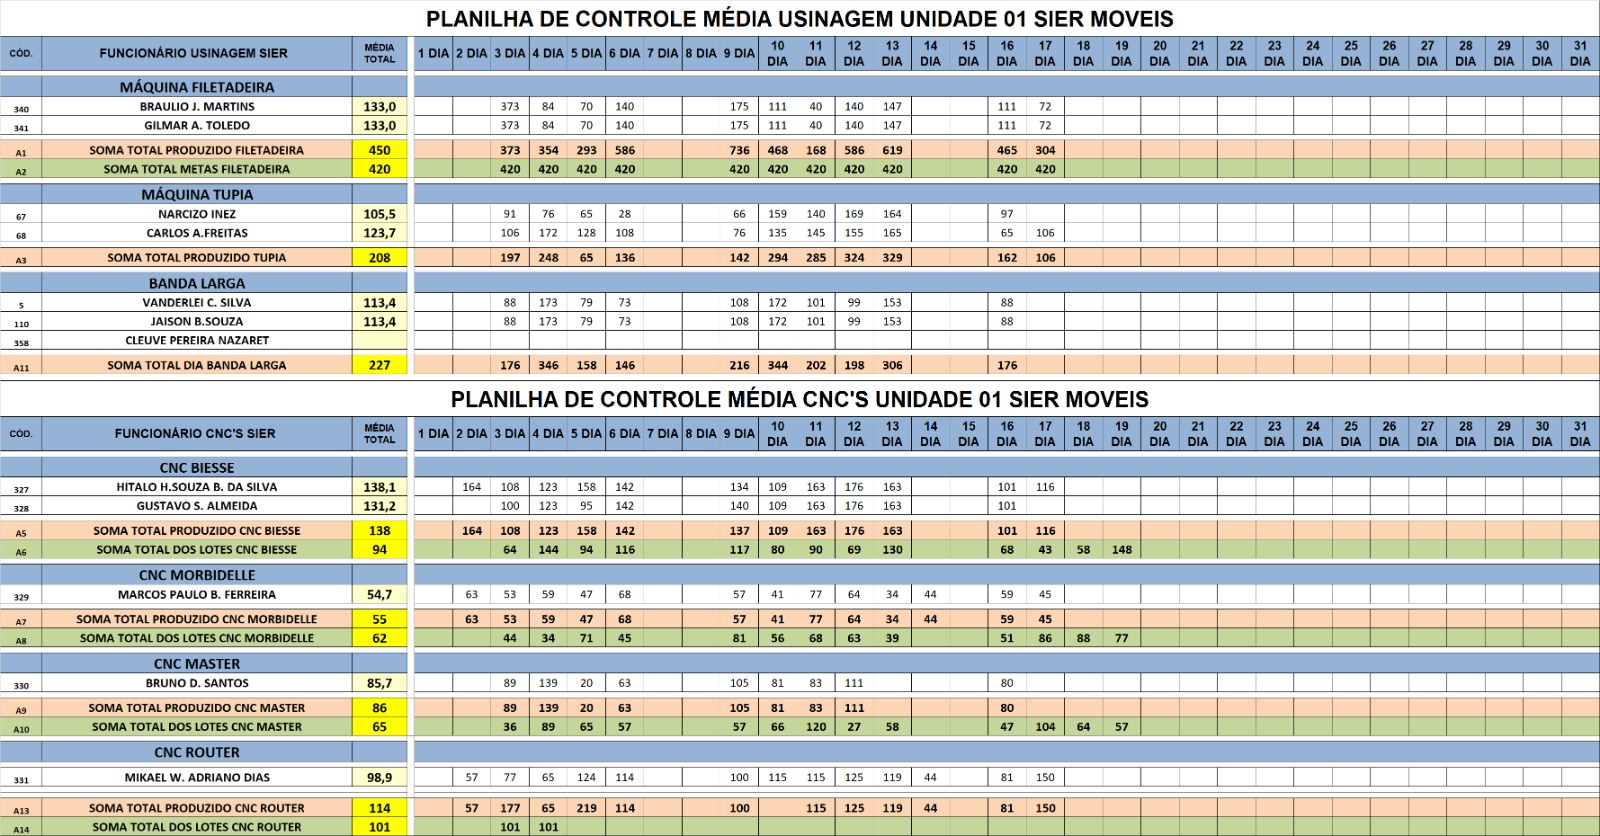 PLANILHA DE CONTROLE MÉDIA USINAGEM UNIDADE 01 SIER MOVEIS
CÓD. FUNCIONÁRIO USINAGEM SIER MÉDIA TOTAL 1 DIA 2 DIA 3 DIA 4 DIA 5 DIA 6 DIA 7 DIA 8 DIA 9 DIA 10 DIA 11 DIA 12 DIA 13 DIA 14 DIA 15 DIA 16 DIA 17 DIA 18 DIA 19 DIA 20 DIA 21 DIA 22 DIA 23 DIA 24 DIA 25 DIA 26 DIA 27 DIA 28 DIA 29 DIA 30 DIA 31 DIA
MÁQUINA FILETADEIRA
340 BRAULIO J. MARTINS 133,0 373 84 70 140 175 111 40 140 147 111 72
341 GILMAR A. TOLEDO 133,0 373 84 70 140 175 111 40 140 147 111 72
A1 SOMA TOTAL PRODUZIDO FILETADEIRA 450 373 354 293 586 736 468 168 586 619 465 304
A2 SOMA TOTAL METAS FILETADEIRA 420 420 420 420 420 420 420 420 420 420 420 420
MÁQUINA TUPIA
67 NARCIZO INEZ 105,5 91 76 65 28 66 159 140 169 164 97
68 CARLOS A.FREITAS 123,7 106 172 128 108 76 135 145 155 165 65 106
A3 SOMA TOTAL PRODUZIDO TUPIA 208 197 248 65 136 142 294 285 324 329 162 106
BANDA LARGA
5 VANDERLEI C. SILVA 113,4 88 173 79 73 108 172 101 99 153 88
110 JAISON B.SOUZA 113,4 88 173 79 73 108 172 101 99 153 88
358 CLEUVE PEREIRA NAZARET
A11 SOMA TOTAL DIA BANDA LARGA 227 176 346 158 146 216 344 202 198 306 176
PLANILHA DE CONTROLE MÉDIA CNC'S UNIDADE 01 SIER MOVEIS
CÓD. FUNCIONÁRIO CNC'S SIER MÉDIA TOTAL 1 DIA 2 DIA 3 DIA 4 DIA 5 DIA 6 DIA 7 DIA 8 DIA 9 DIA 10 DIA 11 DIA 12 DIA 13 DIA 14 DIA 15 DIA 16 DIA 17 DIA 18 DIA 19 DIA 20 DIA 21 DIA 22 DIA 23 DIA 24 DIA 25 DIA 26 DIA 27 DIA 28 DIA 29 DIA 30 DIA 31 DIA
CNC BIESSE
327 HITALO H.SOUZA B. DA SILVA 138,1 164 108 123 158 142 134 109 163 176 163 101 116
328 GUSTAVO S. ALMEIDA 131,2 100 123 95 142 140 109 163 176 163 101
A5 SOMA TOTAL PRODUZIDO CNC BIESSE 138 164 108 123 158 142 137 109 163 176 163 101 116
A6 SOMA TOTAL DOS LOTES CNC BIESSE 94 64 144 94 116 117 80 90 69 130 68 43 58 148
CNC MORBIDELLE
329 MARCOS PAULO B. FERREIRA 54,7 63 53 59 47 68 57 41 77 64 34 44 59 45
A7 SOMA TOTAL PRODUZIDO CNC MORBIDELLE 55 63 53 59 47 68 57 41 77 64 34 44 59 45
A8 SOMA TOTAL DOS LOTES CNC MORBIDELLE 62 44 34 71 45 81 56 68 63 39 51 86 88 77
CNC MASTER
330 BRUNO D. SANTOS 85,7 89 139 20 63 105 81 83 111 80
A9 SOMA TOTAL PRODUZIDO CNC MASTER 86 89 139 20 63 105 81 83 111 80
A10 SOMA TOTAL DOS LOTES CNC MASTER 65 36 89 65 57 57 66 120 27 58 47 104 64 57
CNC ROUTER
331 MIKAEL W. ADRIANO DIAS 98,9 57 77 65 124 114 100 115 115 125 119 44 81 150
A13 SOMA TOTAL PRODUZIDO CNC ROUTER 114 57 177 65 219 114 100 115 125 119 44 81 150
A14 SOMA TOTAL DOS LOTES CNC ROUTER 101 101 101